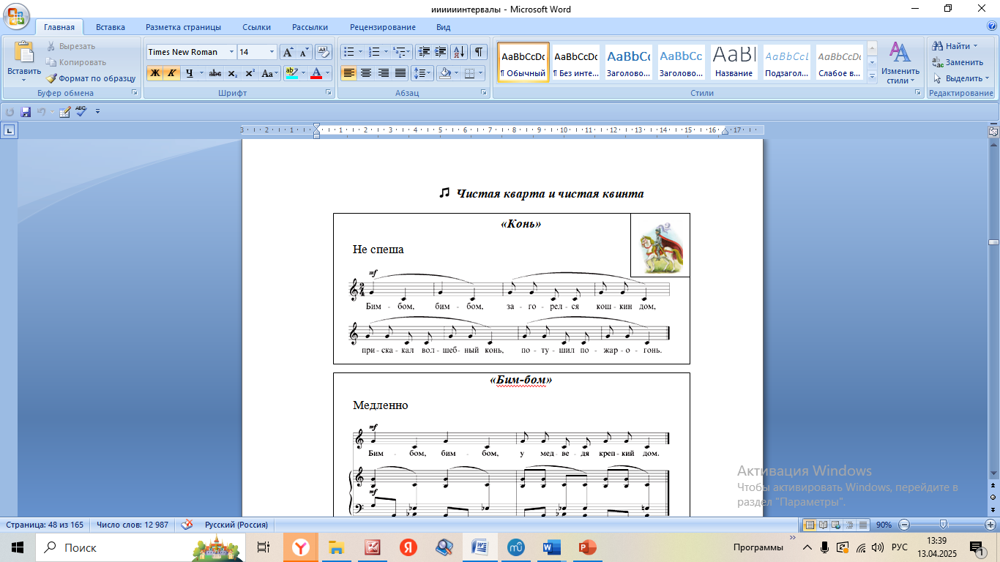 ииииинтервалы - Microsoft Word
Главная Вставка Разметка страницы Ссылки Рассылки Рецензирование Вид
Вставить
Вырезать
Копировать
Формат по образцу
Буфер обмена
Times New Roman 14
Ж К Ч abc x₂ x² Aa
Шрифт
Абзац
AaBbCcDc AaBbCcDc AaBbCc AaBbCc AaBl AaBbCcL AaBbCcDc
¶ Обычный ¶ Без инте... Заголово... Заголово... Название Подзагол... Слабое в...
Стили
Изменить
стили
Найти
Заменить
Выделить
Редактирование
3 2 1 1 2 3 4 5 6 7 8 9 10 11 12 13 14 15 16 17
Чистая кварта и чистая квинта
«Конь»
Не спеша
mf
2
4
Бим - бом, бим - бом, за - го - рел - ся кош - кин дом,
при - ска - кал вол - шеб - ный конь, по - ту - шил по - жар - о - гонь.
«Бим-бом»
Медленно
mf
Бим - бом, бим - бом, у мед - ве - дя креп - кий дом.
mf
Активация Windows
Чтобы активировать Windows, перейдите в
раздел "Параметры".
Страница: 48 из 165 Число слов: 12 987 Русский (Россия) 90%
Поиск
Программы
РУС
13:39
13.04.2025
1